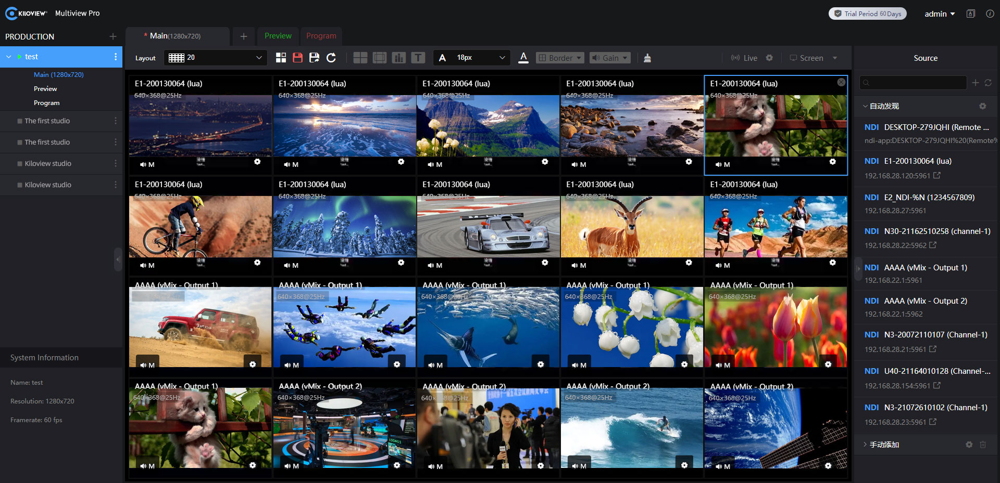 KILOVIEW® Multiview Pro
Trial Period 60 Days
admin
PRODUCTION
test
Main (1280x720)
Preview
Program
The first studio
The first studio
Kiloview studio
Kiloview studio
System Information
Name: test
Resolution: 1280x720
Framerate: 60 fps
* Main(1280x720)
Preview
Program
Layout 20
T
A 18px
A
Border
Gain
Live
Screen
E1-200130064 (lua)
640×368@25Hz
M
E1-200130064 (lua)
640×368@25Hz
M
E1-200130064 (lua)
640×368@25Hz
M
E1-200130064 (lua)
640×368@25Hz
M
E1-200130064 (lua)
640×368@25Hz
M
E1-200130064 (lua)
640×368@25Hz
M
E1-200130064 (lua)
640×368@25Hz
M
E1-200130064 (lua)
640×368@25Hz
M
E1-200130064 (lua)
640×368@25Hz
M
E1-200130064 (lua)
640×368@25Hz
M
AAAA (vMix - Output 1)
M
AAAA (vMix - Output 1)
640×368@25Hz
M
AAAA (vMix - Output 1)
640×368@25Hz
M
AAAA (vMix - Output 1)
640×368@25Hz
M
AAAA (vMix - Output 1)
640×368@25Hz
M
AAAA (vMix - Output 1)
640×368@25Hz
M
AAAA (vMix - Output 2)
640×368@25Hz
M
AAAA (vMix - Output 2)
640×368@25Hz
M
AAAA (vMix - Output 2)
640×368@25Hz
M
AAAA (vMix - Output 2)
640×368@25Hz
M
Source
自动发现
NDI DESKTOP-279JQHI (Remote ...
ndi-app:DESKTOP-279JQHI%20(Remote%
NDI E1-200130064 (lua)
192.168.28.120:5961
NDI E2_NDI-%N (1234567809)
192.168.28.27:5961
NDI N30-21162510258 (channel-1)
192.168.28.22:5962
NDI AAAA (vMix - Output 1)
192.168.22.1:5961
NDI AAAA (vMix - Output 2)
192.168.22.1:5962
NDI N3-20072110107 (Channel-1)
192.168.28.21:5961
NDI U40-21164010128 (Channel-...
192.168.28.154:5961
NDI N3-21072610102 (Channel-1)
192.168.28.23:5961
手动添加